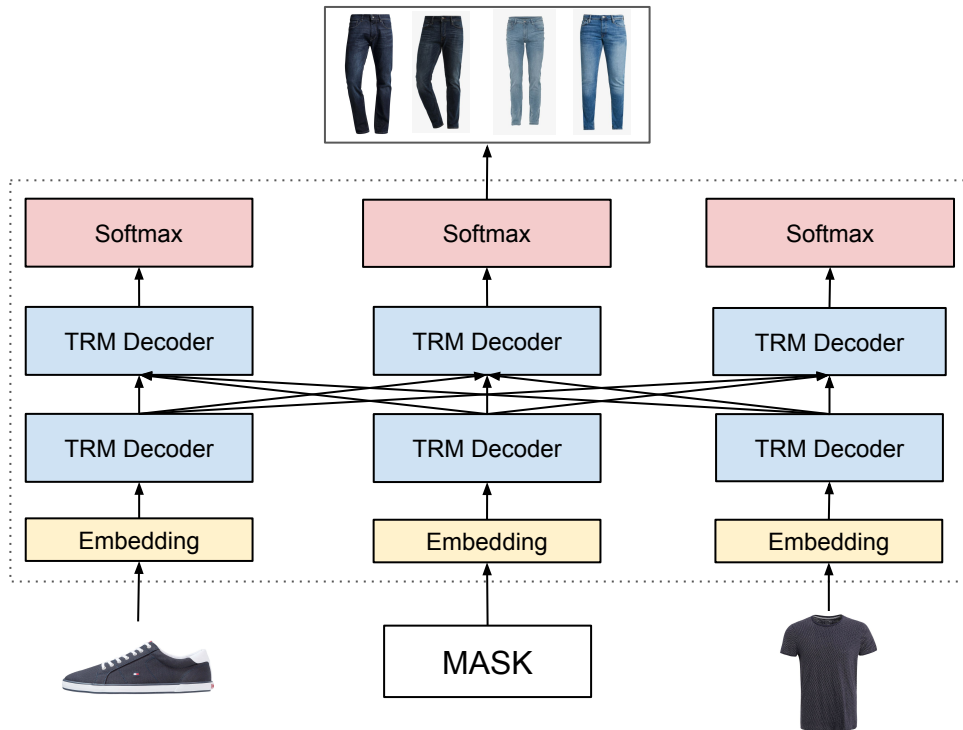 Softmax
Softmax
Softmax
TRM Decoder
TRM Decoder
TRM Decoder
TRM Decoder
TRM Decoder
TRM Decoder
Embedding
Embedding
Embedding
MASK